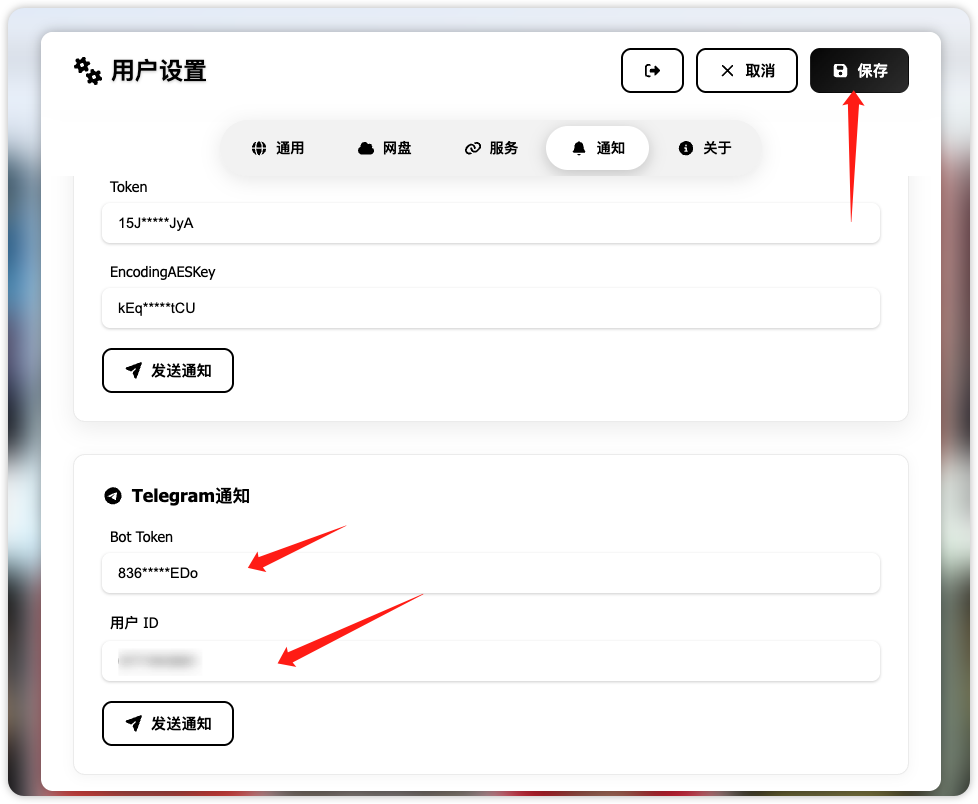 用户设置
取消
保存
通用
网盘
服务
通知
关于
Token
15J*****JyA
EncodingAESKey
kEq*****tCU
发送通知
Telegram通知
Bot Token
836*****EDo
用户 ID
发送通知